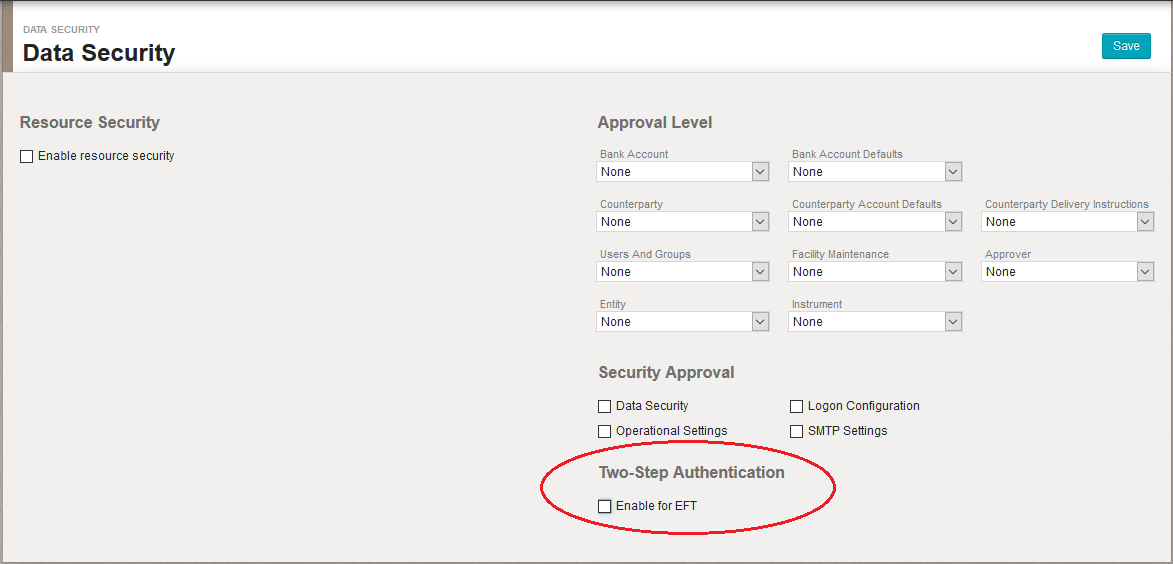 DATA SECURITY
Data Security
Save
Resource Security
Enable resource security
Approval Level
Bank Account
Bank Account Defaults
None
None
Counterparty
Counterparty Account Defaults
Counterparty Delivery Instructions
None
None
None
Users And Groups
Facility Maintenance
Approver
None
None
None
Entity
Instrument
None
None
Security Approval
Data Security
Logon Configuration
Operational Settings
SMTP Settings
Two-Step Authentication
Enable for EFT